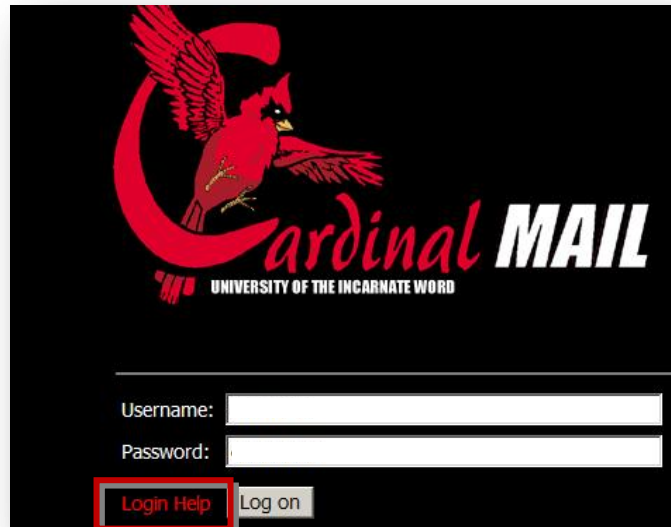 Cardinal MAIL
UNIVERSITY OF THE INCARNATE WORD
Username:
Password:
Login Help Log on